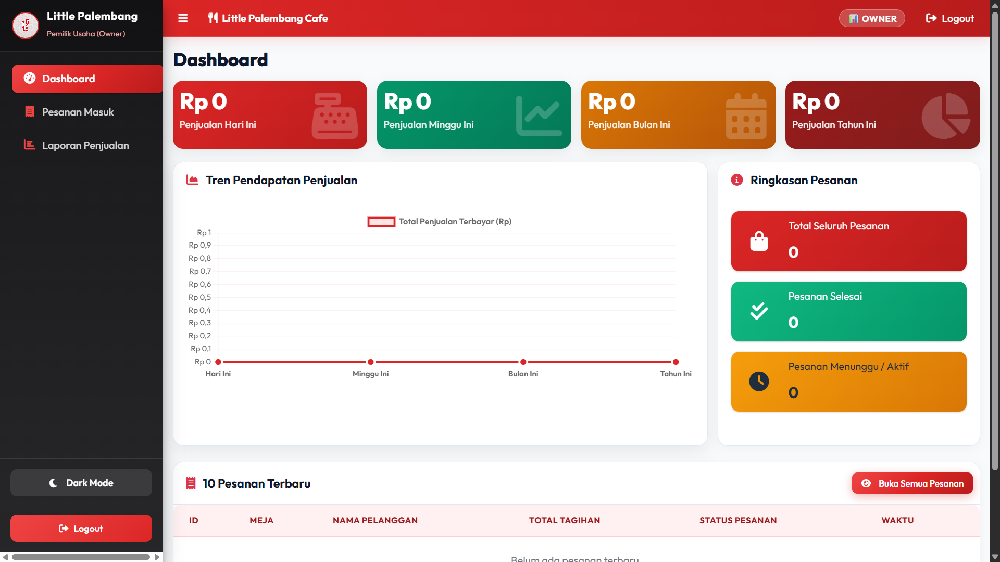 Little Palembang
Pemilik Usaha (Owner)
Dashboard
Pesanan Masuk
Laporan Penjualan
Dark Mode
Logout
Little Palembang Cafe
OWNER
Logout
Dashboard
Rp 0
Penjualan Hari Ini
Rp 0
Penjualan Minggu Ini
Rp 0
Penjualan Bulan Ini
Rp 0
Penjualan Tahun Ini
Tren Pendapatan Penjualan
Total Penjualan Terbayar (Rp)
Rp 1
Rp 0,9
Rp 0,8
Rp 0,7
Rp 0,6
Rp 0,5
Rp 0,4
Rp 0,3
Rp 0,2
Rp 0,1
Rp 0
Hari Ini Minggu Ini Bulan Ini Tahun Ini
Ringkasan Pesanan
Total Seluruh Pesanan
0
Pesanan Selesai
0
Pesanan Menunggu / Aktif
0
10 Pesanan Terbaru
Buka Semua Pesanan
ID MEJA NAMA PELANGGAN TOTAL TAGIHAN STATUS PESANAN WAKTU
Belum ada pesanan terbaru